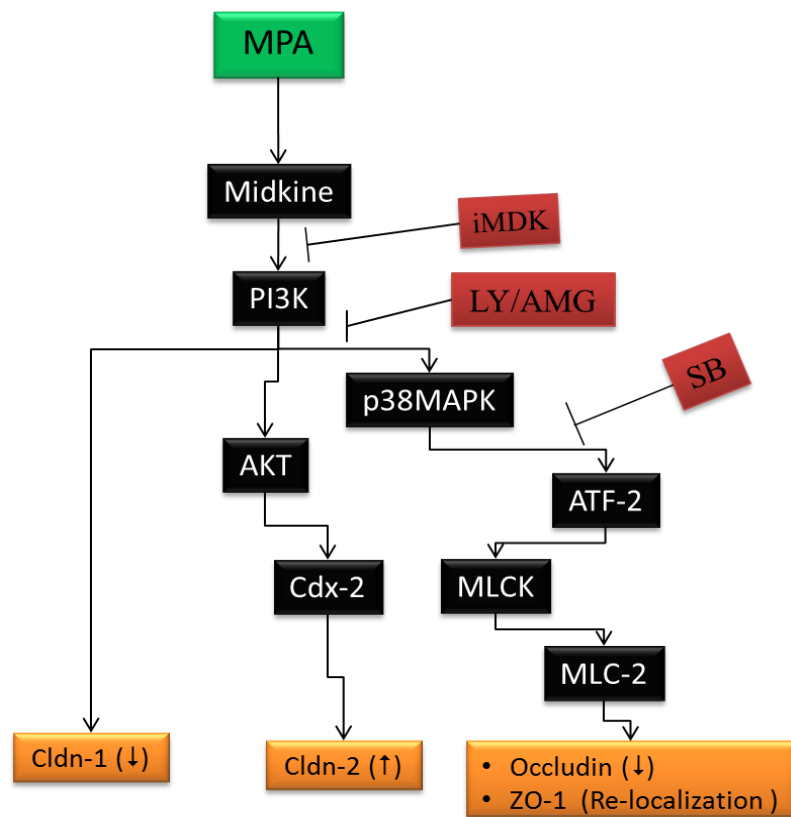 MPA
Midkine
iMDK
PI3K
LY/AMG
p38MAPK
SB
AKT
ATF-2
Cdx-2
MLCK
MLC-2
Cldn-1 (↓)
Cldn-2 (↑)
• Occludin (↓)
• ZO-1 (Re-localization )